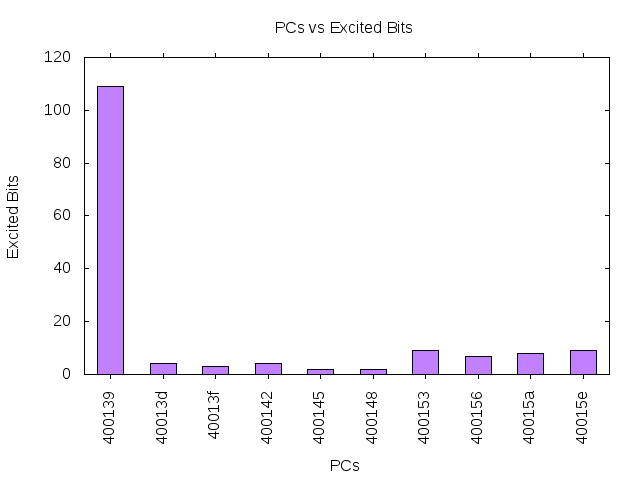 PCs vs Excited Bits
120
100
80
60
40
20
0
Excited Bits
400139
40013d
40013f
400142
400145
400148
400153
400156
40015a
40015e
PCs